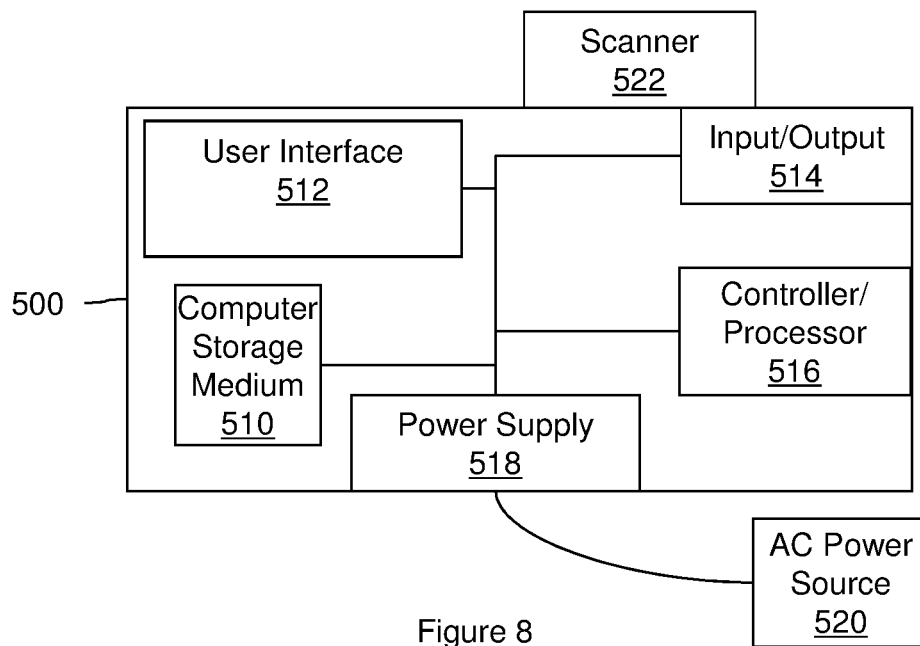 Scanner
522
User Interface
512
Input/Output
514
500
Computer
Storage
Medium
510
Controller/
Processor
516
Power Supply
518
AC Power
Source
520
Figure 8